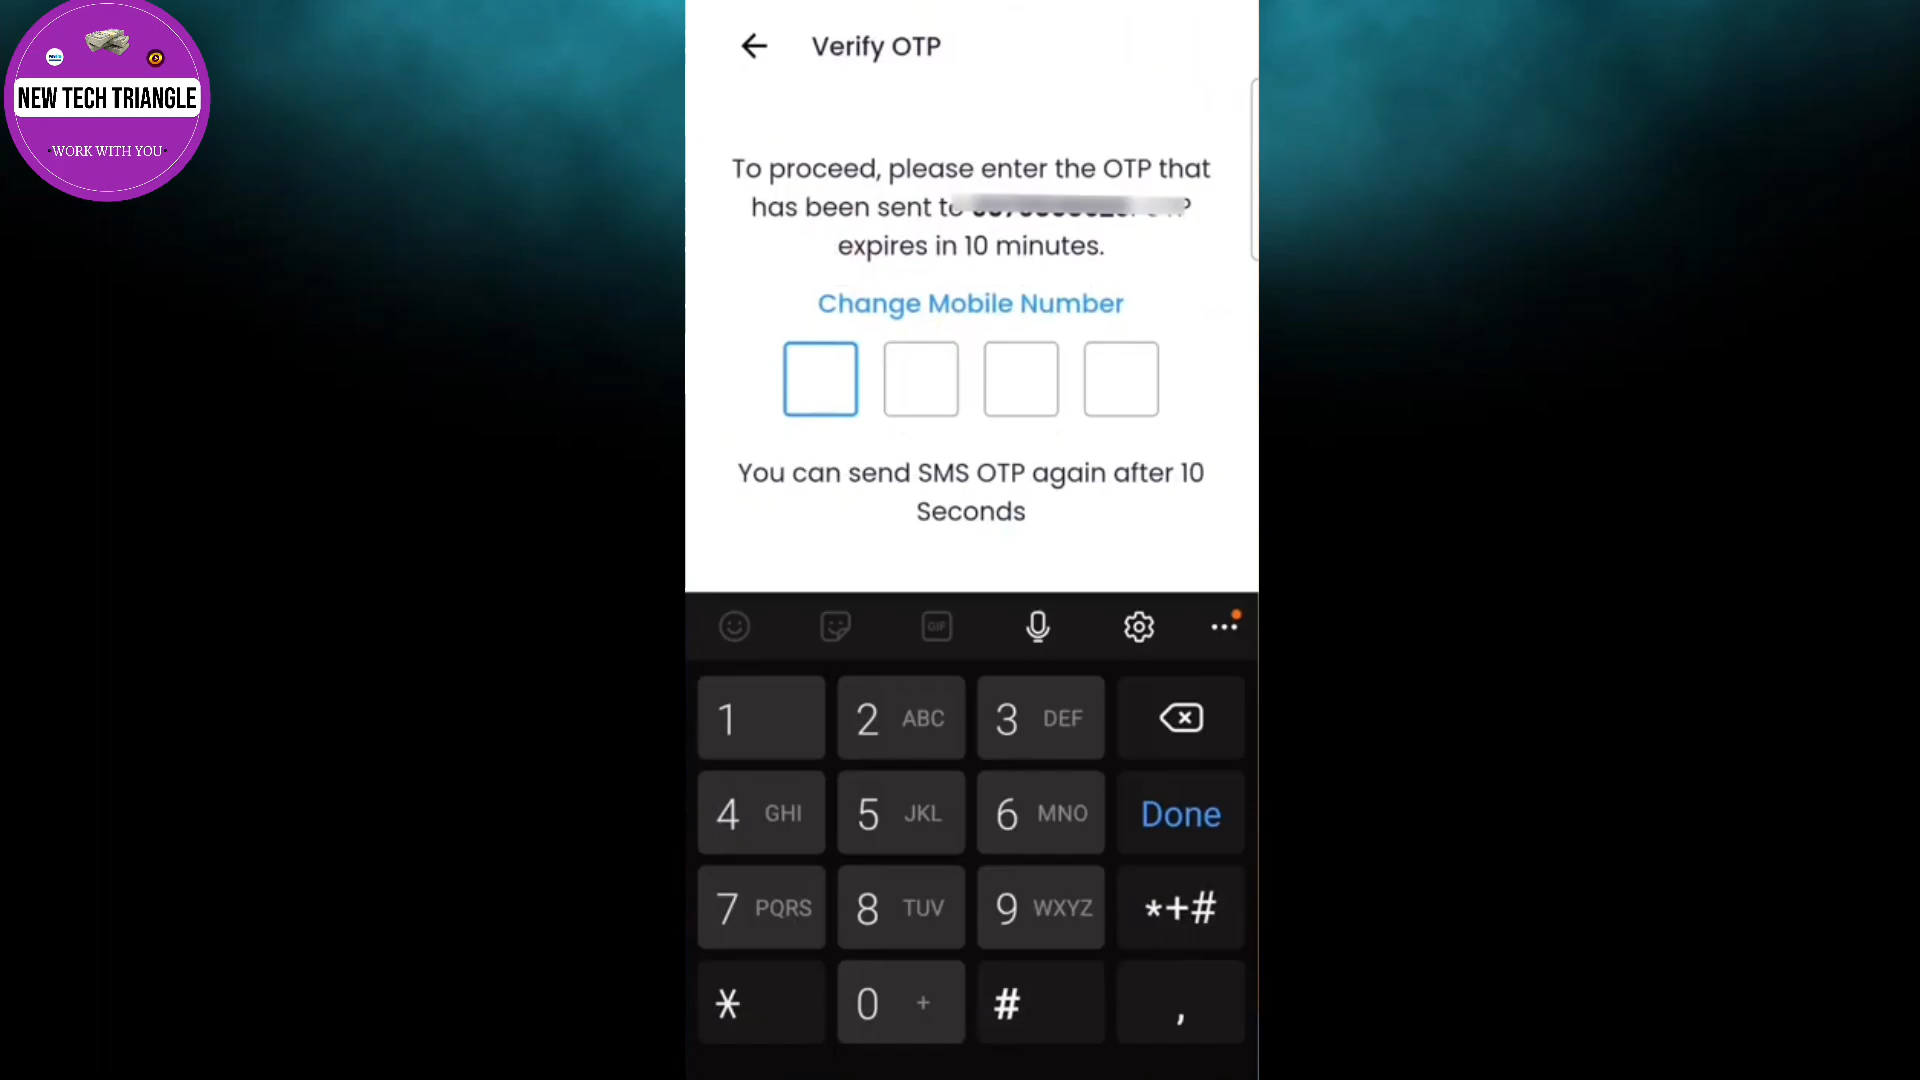 NEW TECH TRIANGLE
WORK WITH YOU
Verify OTP
To proceed, please enter the OTP that
has been sent to
expires in 10 minutes.
Change Mobile Number
You can send SMS OTP again after 10
Seconds
GIF
1
2 ABC
3 DEF
4 GHI
5 JKL
6 MNO
Done
7 PQRS
8 TUV
9 WXYZ
*+#
*
0 +
#
,